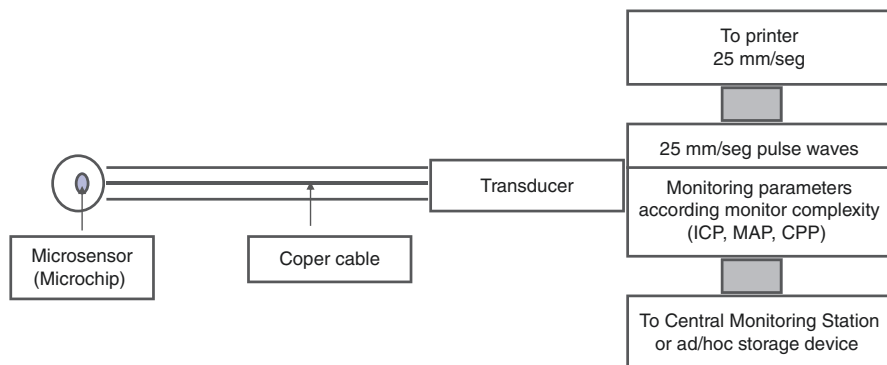 To printer
25 mm/seg
25 mm/seg pulse waves
Transducer
Monitoring parameters
according monitor complexity
(ICP, MAP, CPP)
Microsensor
(Microchip)
Coper cable
To Central Monitoring Station
or ad/hoc storage device